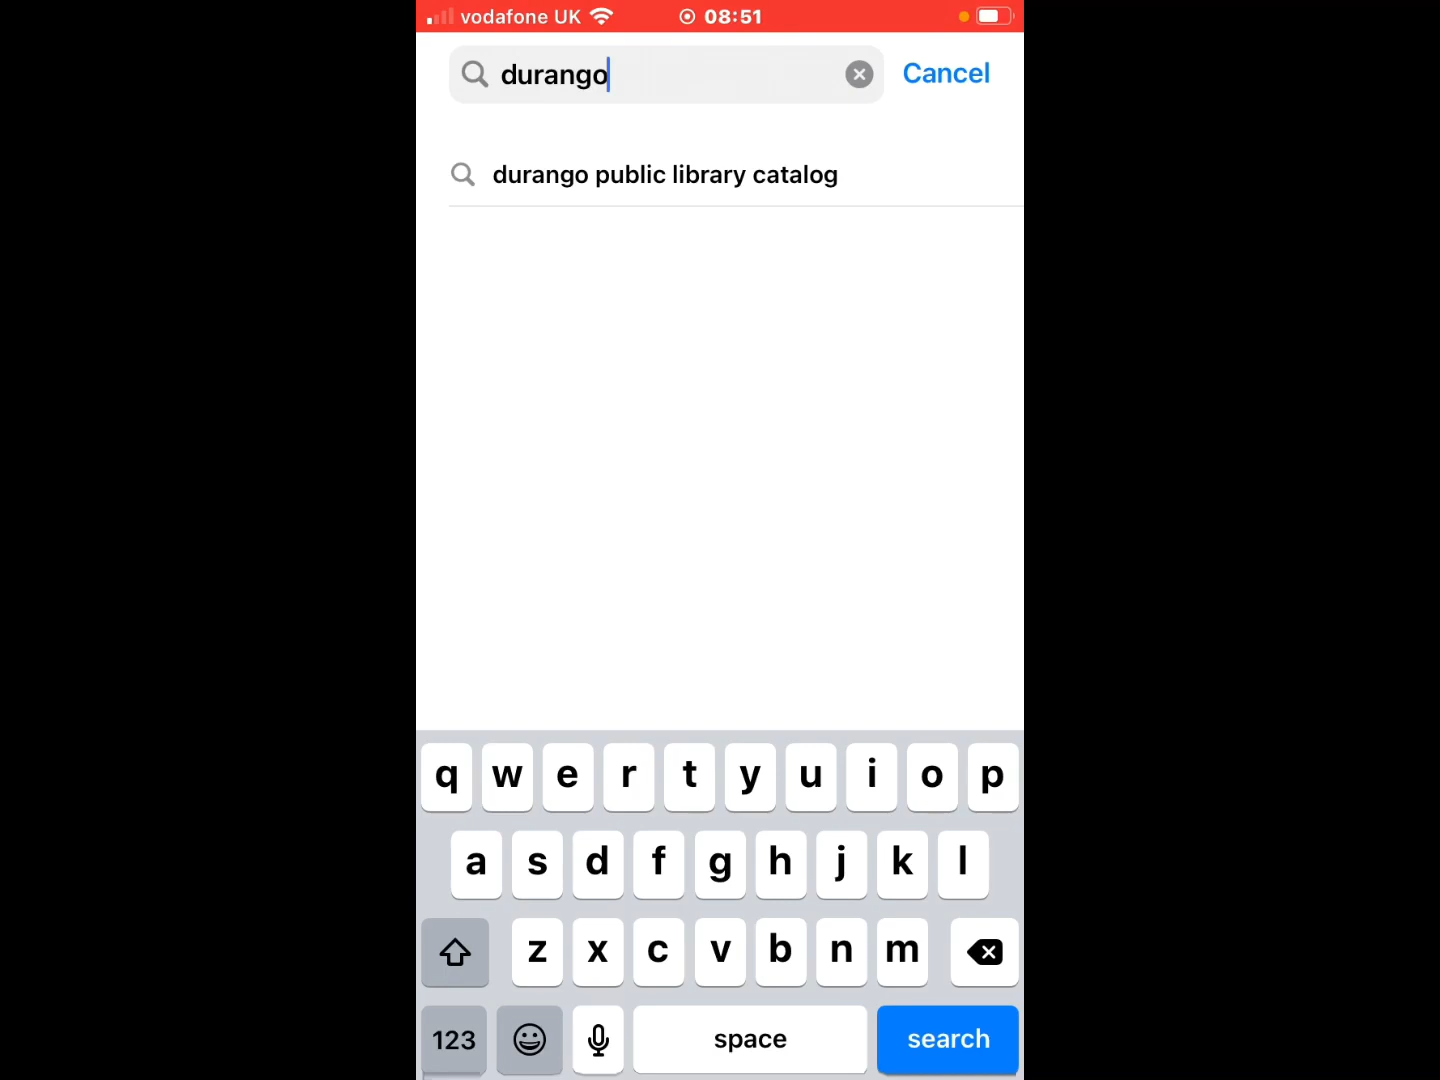 vodafone UK 08:51
durango Cancel
durango public library catalog
q w e r t y u i o p
a s d f g h j k l
z x c v b n m
123 space search